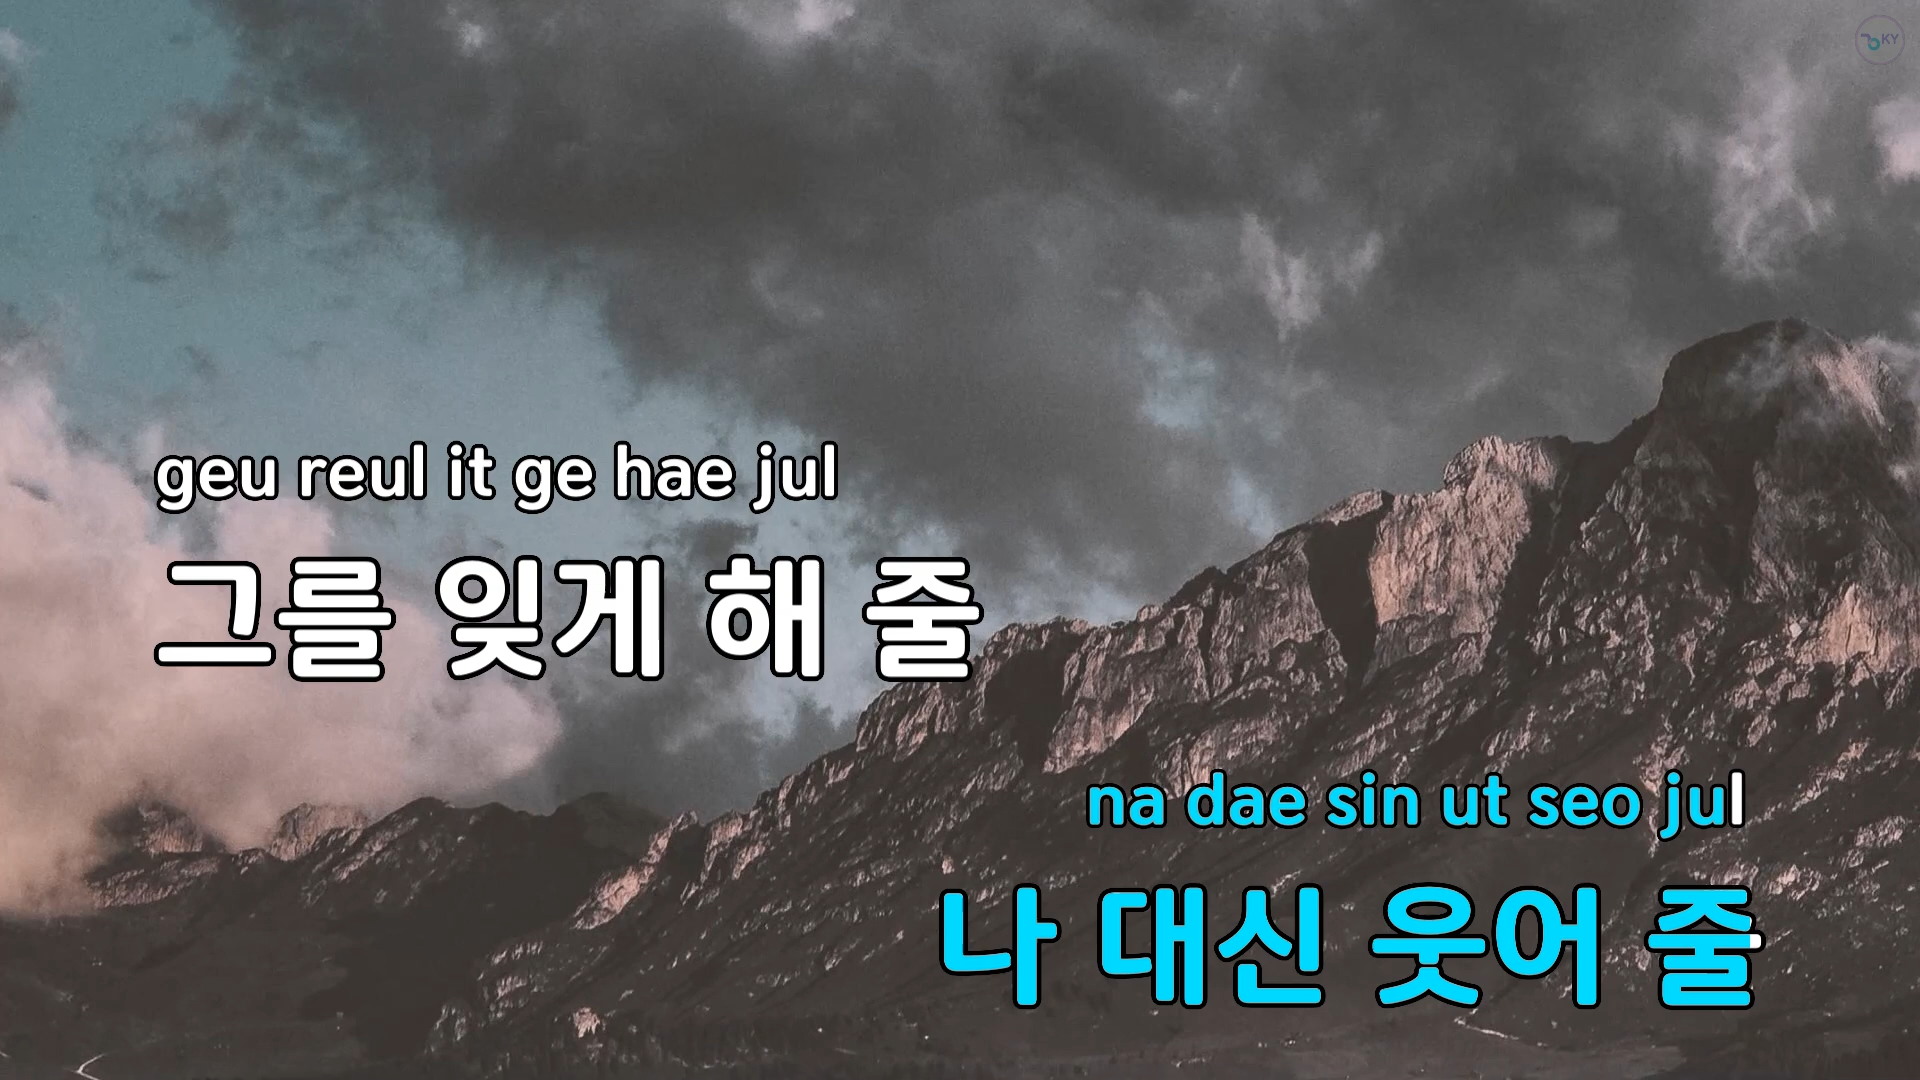 KY
geu reul it ge hae jul
그를 잊게 해 줄
na dae sin ut seo jul
나 대신 웃어 줄